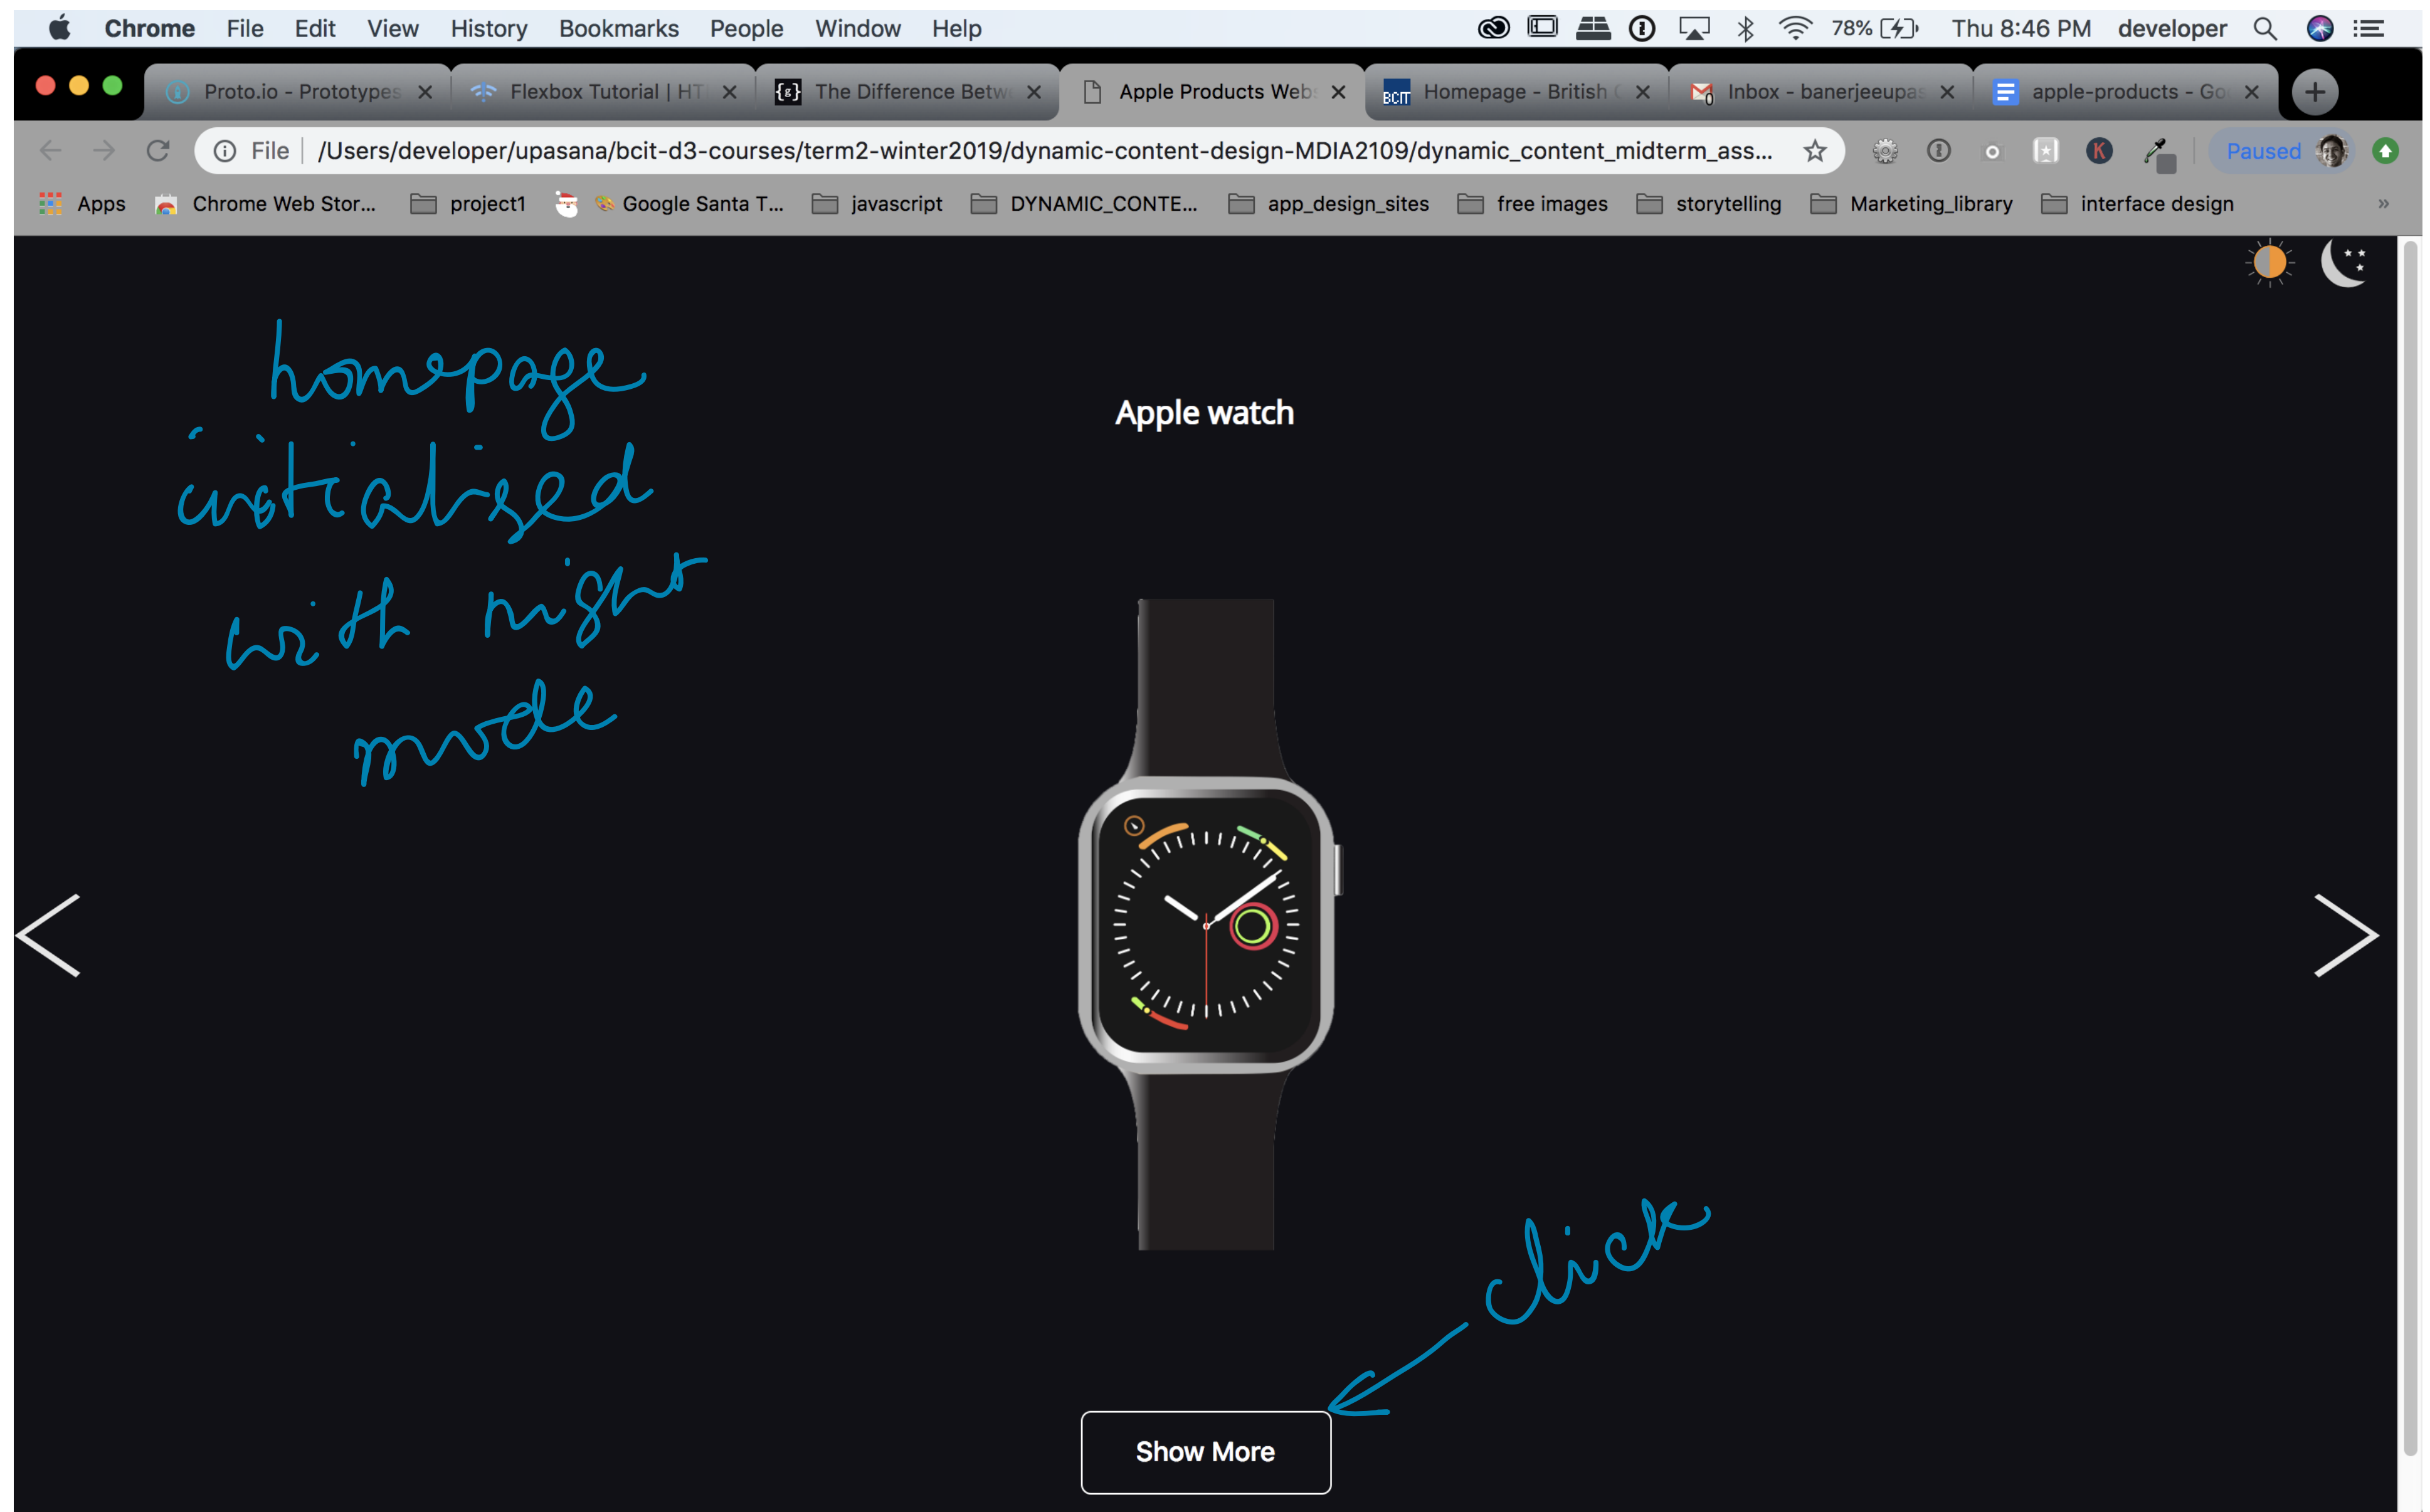 Chrome File Edit View History Bookmarks People Window Help 78% Thu 8:46 PM developer
Proto.io - Prototypes Flexbox Tutorial | HT {g} The Difference Betw Apple Products Web BCIT Homepage - British Inbox - banerjeeupas apple-products - Go
File /Users/developer/upasana/bcit-d3-courses/term2-winter2019/dynamic-content-design-MDIA2109/dynamic_content_midterm_ass... K Paused
Apps Chrome Web Stor... project1 Google Santa T... javascript DYNAMIC_CONTE... app_design_sites free images storytelling Marketing_library interface design »
homepage
Apple watch
initialised
with night
mode
click
Show More